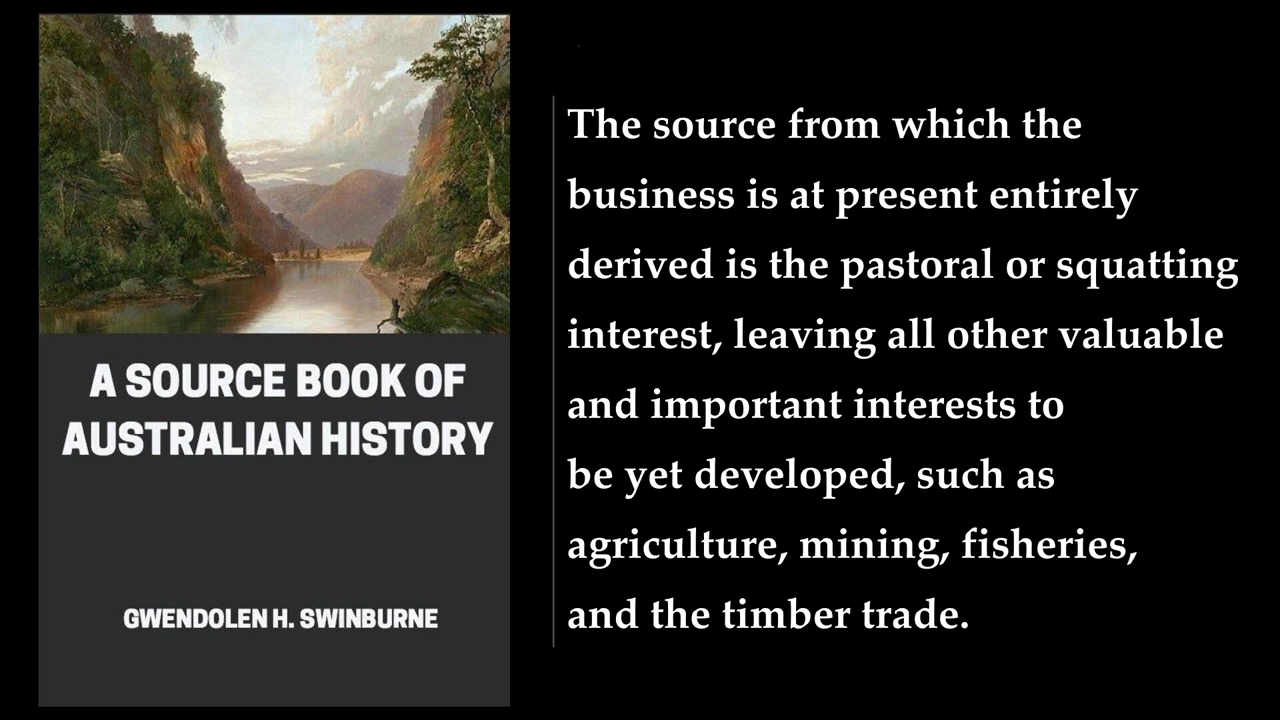 A SOURCE BOOK OF
AUSTRALIAN HISTORY
GWENDOLEN H. SWINBURNE
The source from which the
business is at present entirely
derived is the pastoral or squatting
interest, leaving all other valuable
and important interests to
be yet developed, such as
agriculture, mining, fisheries,
and the timber trade.